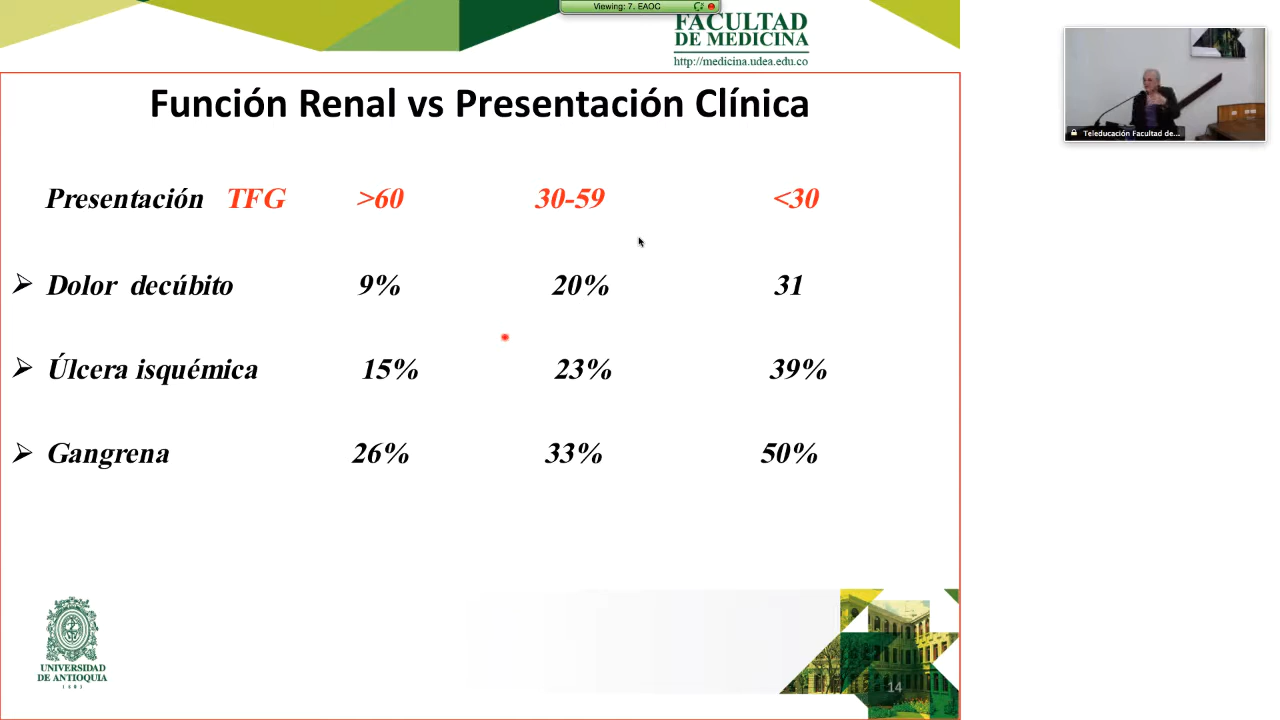 Viewing: 7. EAOC
FACULTAD
DE MEDICINA
http://medicina.udea.edu.co
Función Renal vs Presentación Clínica
Presentación TFG >60 30-59 <30
Dolor decúbito 9% 20% 31
Úlcera isquémica 15% 23% 39%
Gangrena 26% 33% 50%
UNIVERSIDAD
DE ANTIOQUIA
1803
14
Teleducación Facultad de...